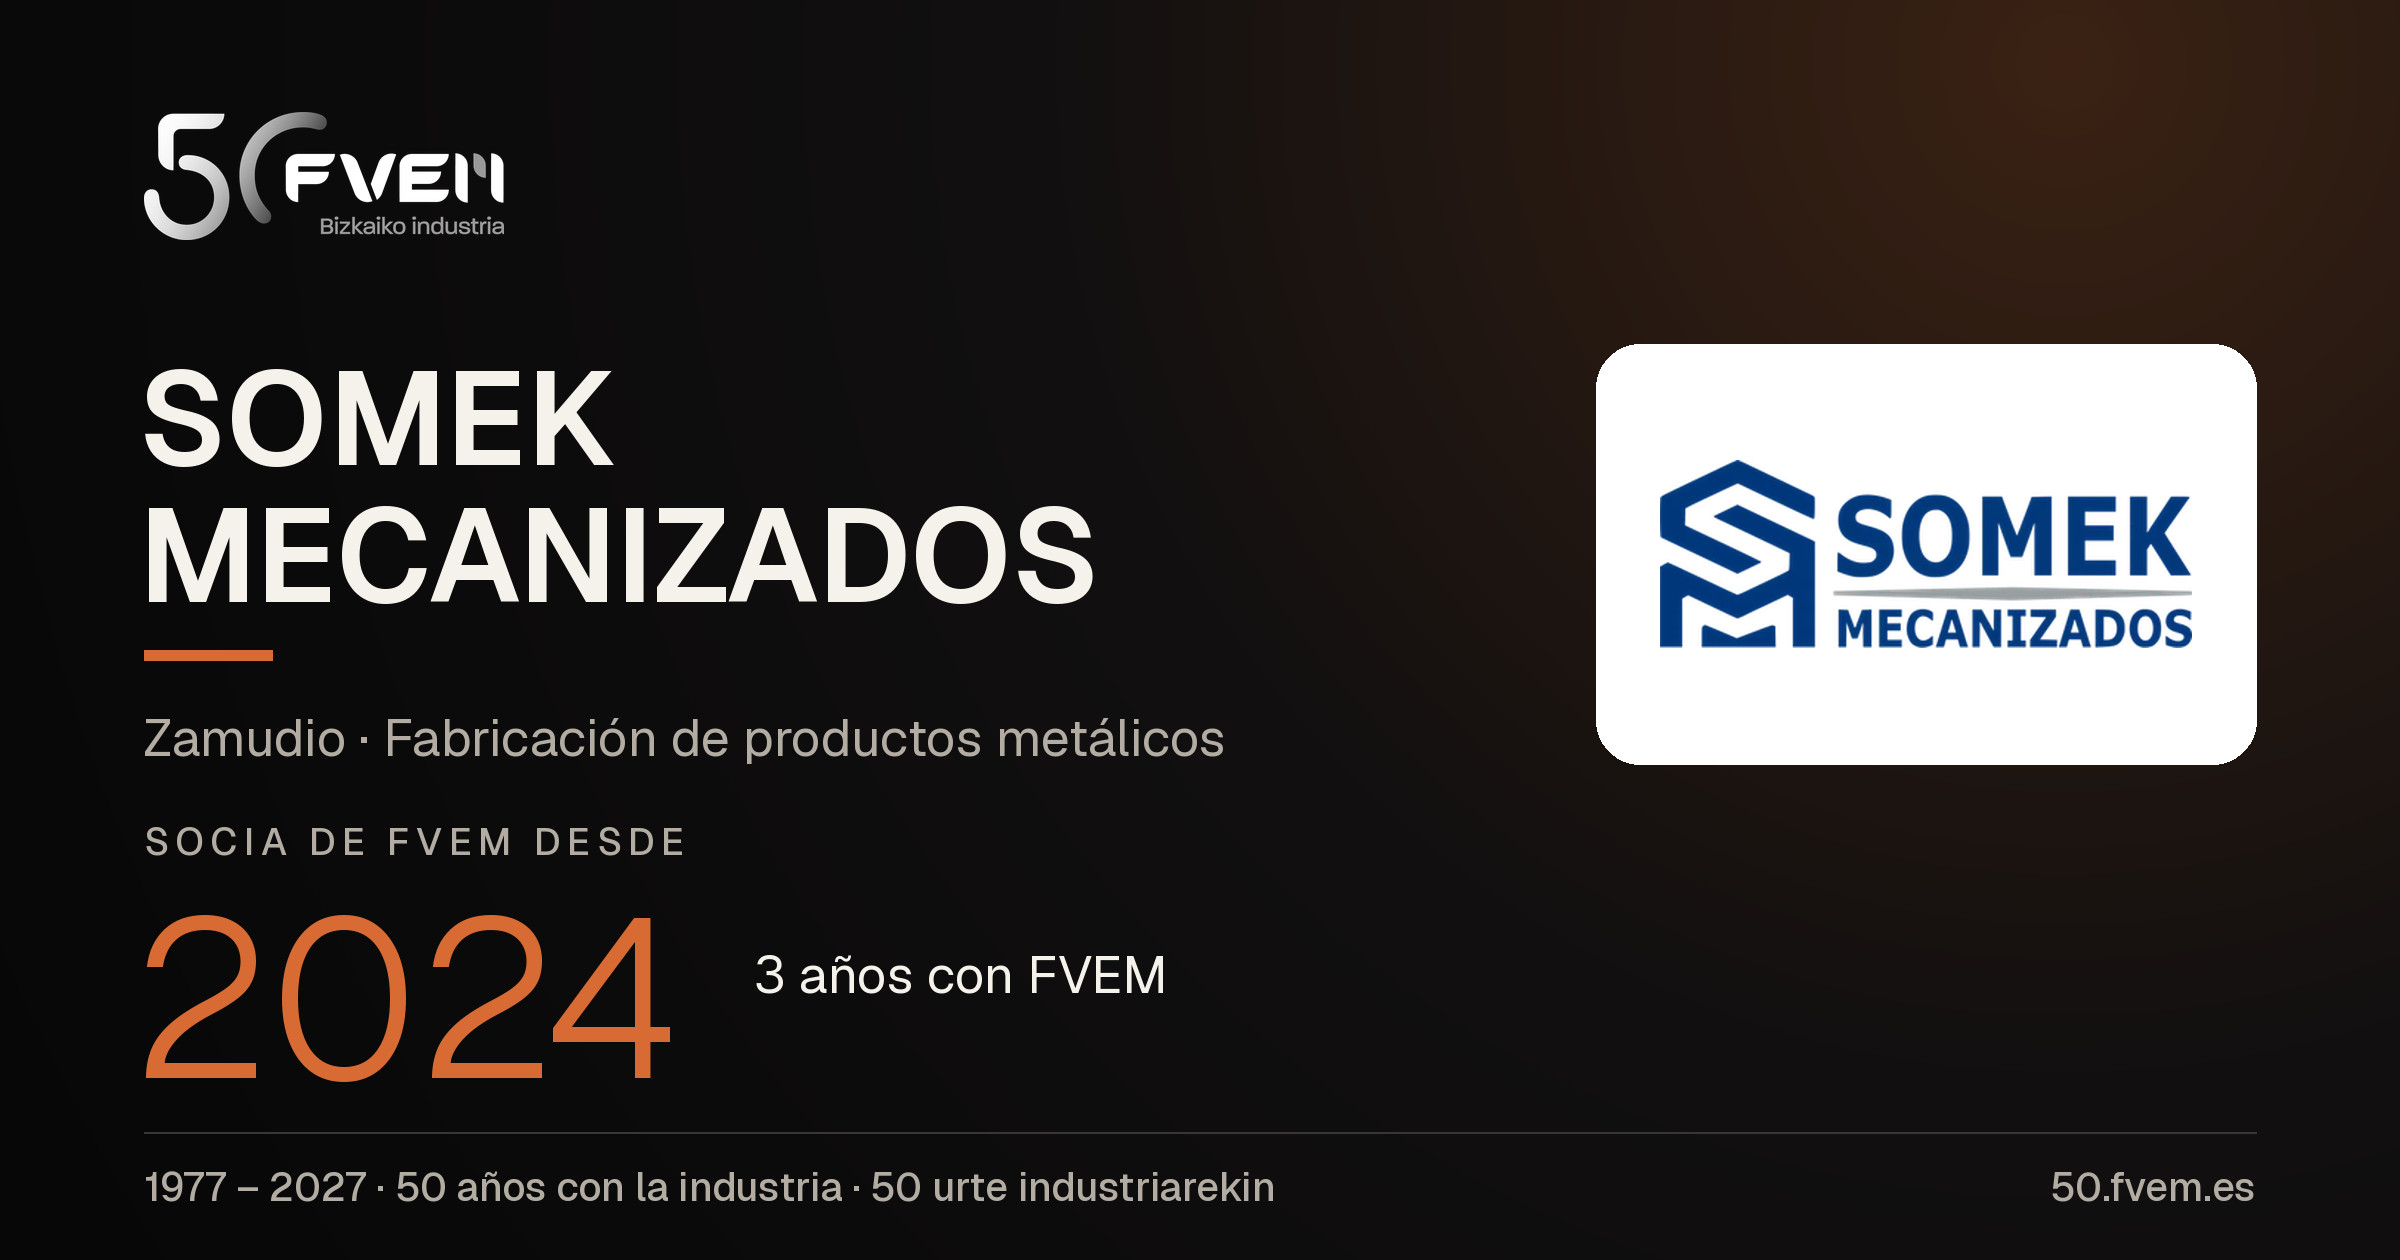 50 FVEM
Bizkaiko industria
SOMEK
MECANIZADOS
SOMEK
MECANIZADOS
Zamudio · Fabricación de productos metálicos
SOCIA DE FVEM DESDE
2024
3 años con FVEM
1977 – 2027 · 50 años con la industria · 50 urte industriarekin
50.fvem.es